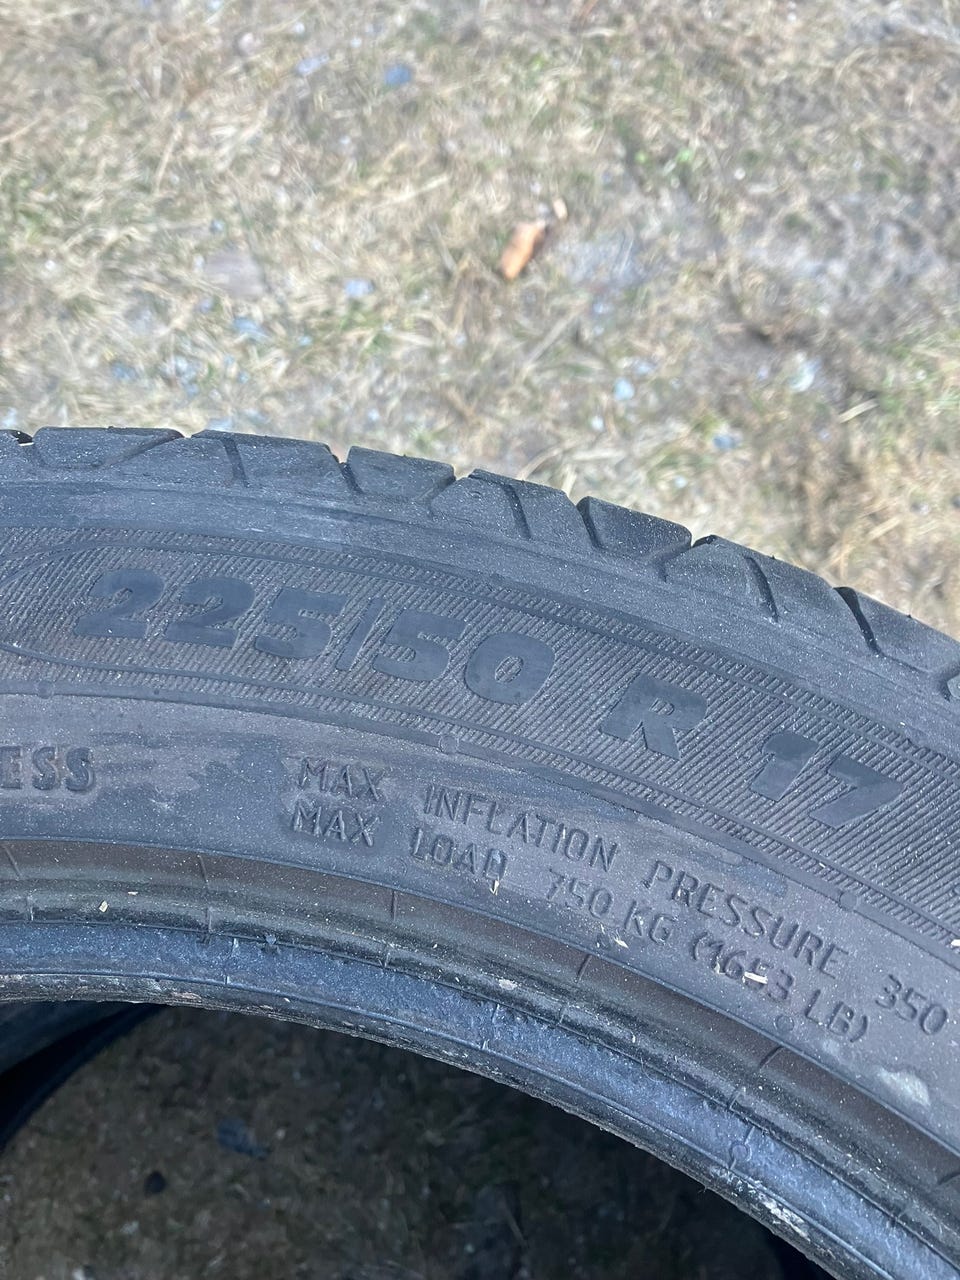 225/50 R 17
ESS
MAX INFLATION PRESSURE 350
MAX LOAD 750 KG (1653 LB)